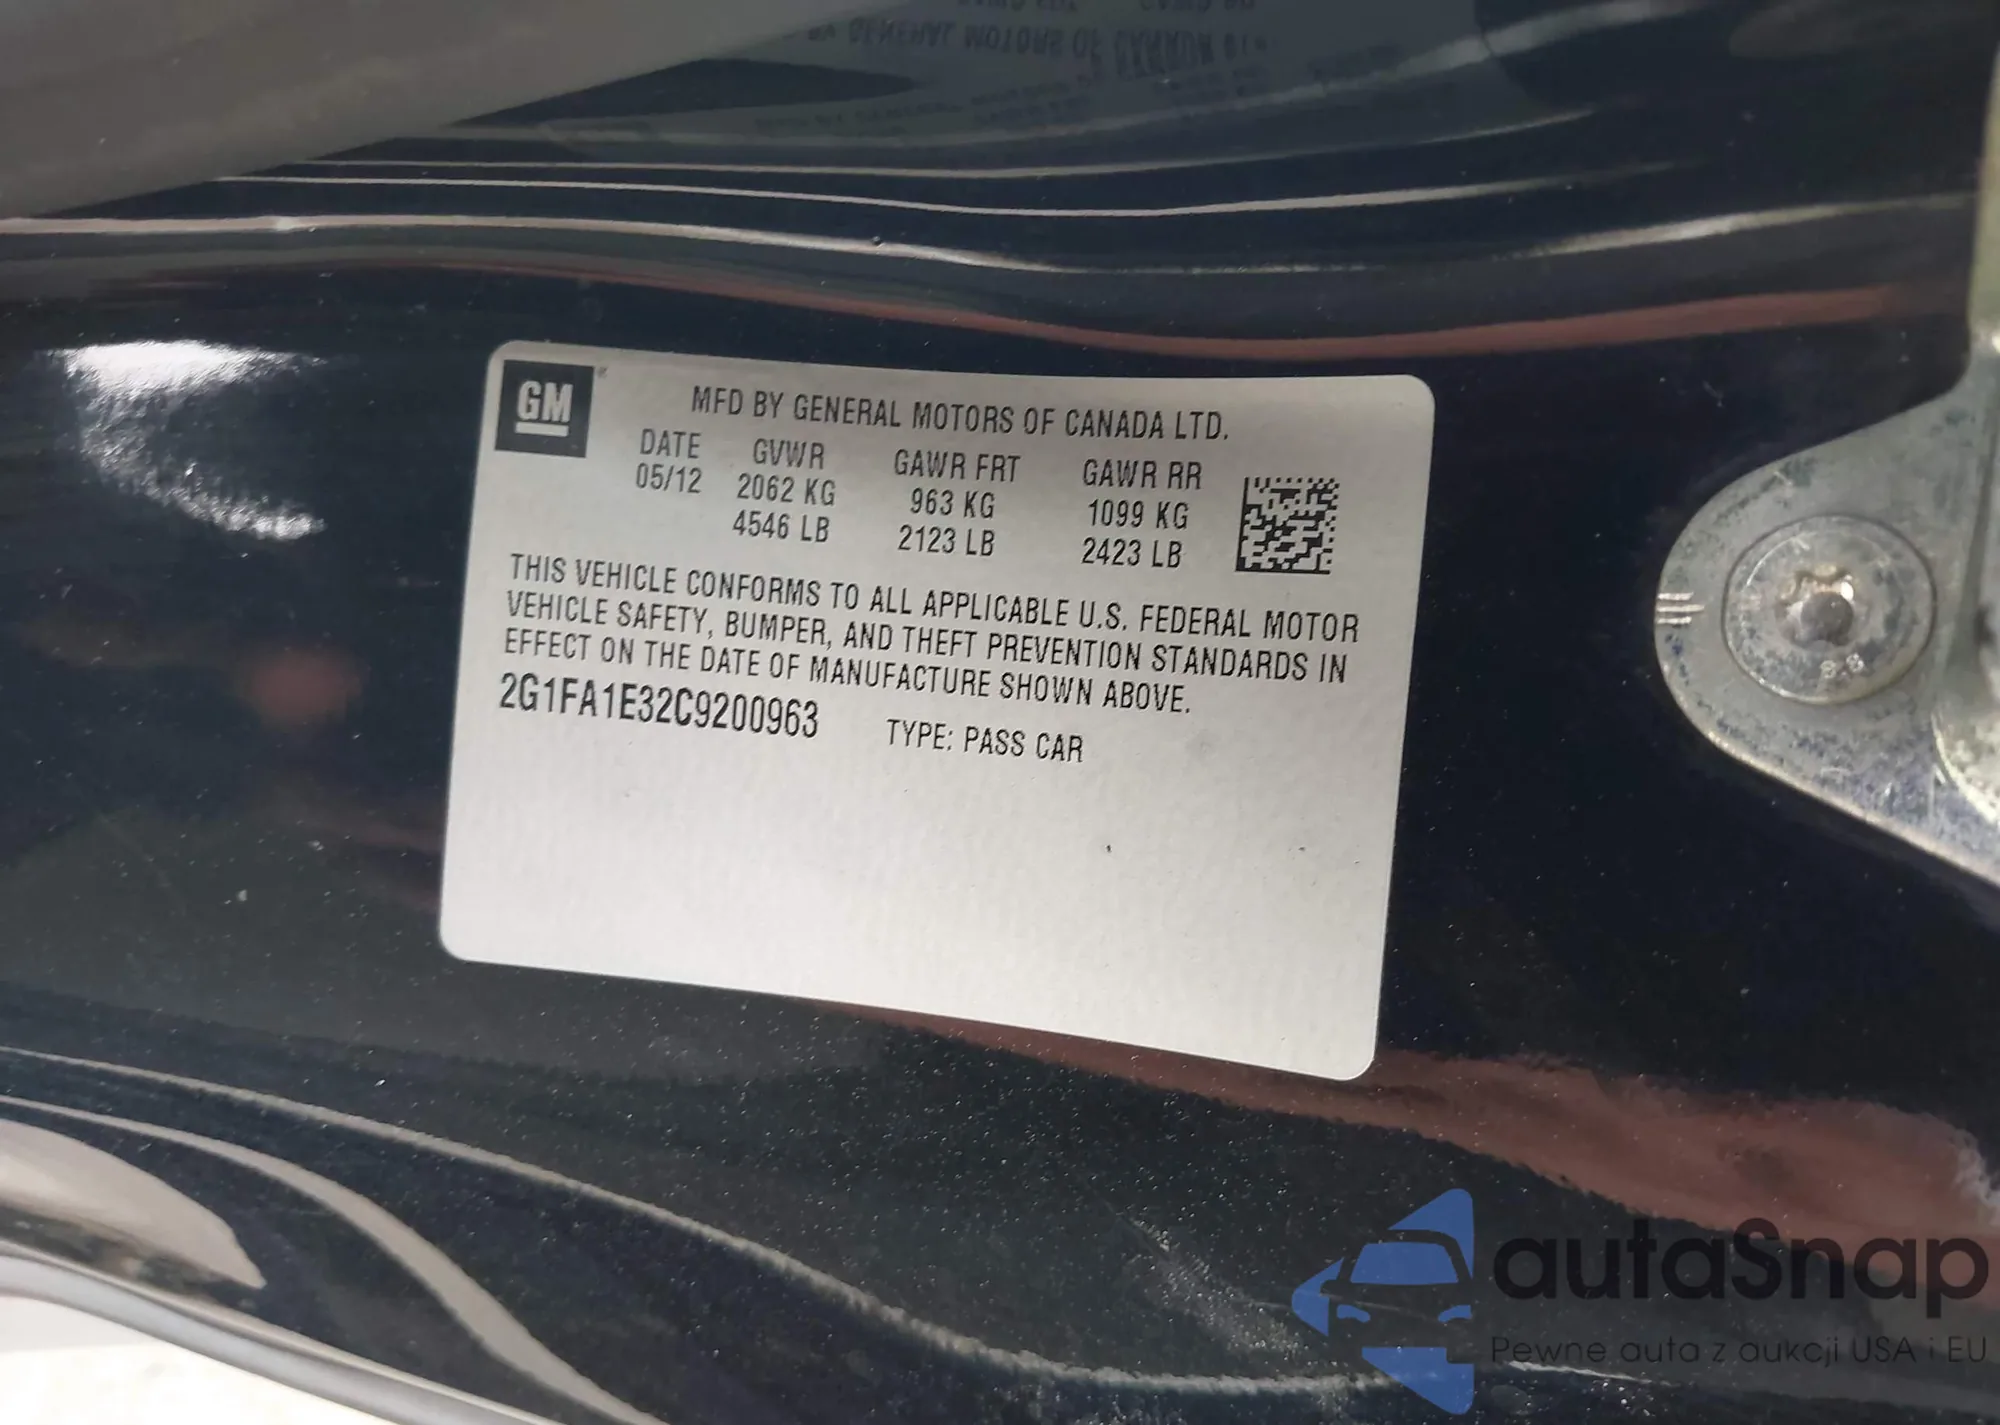 GM
MFD BY GENERAL MOTORS OF CANADA LTD.
DATE GVWR GAWR FRT GAWR RR
05/12 2062 KG 963 KG 1099 KG
4546 LB 2123 LB 2423 LB
THIS VEHICLE CONFORMS TO ALL APPLICABLE U.S. FEDERAL MOTOR
VEHICLE SAFETY, BUMPER, AND THEFT PREVENTION STANDARDS IN
EFFECT ON THE DATE OF MANUFACTURE SHOWN ABOVE.
2G1FA1E32C9200963 TYPE: PASS CAR
autaSnap
Pewne auta z aukcji USA i EU